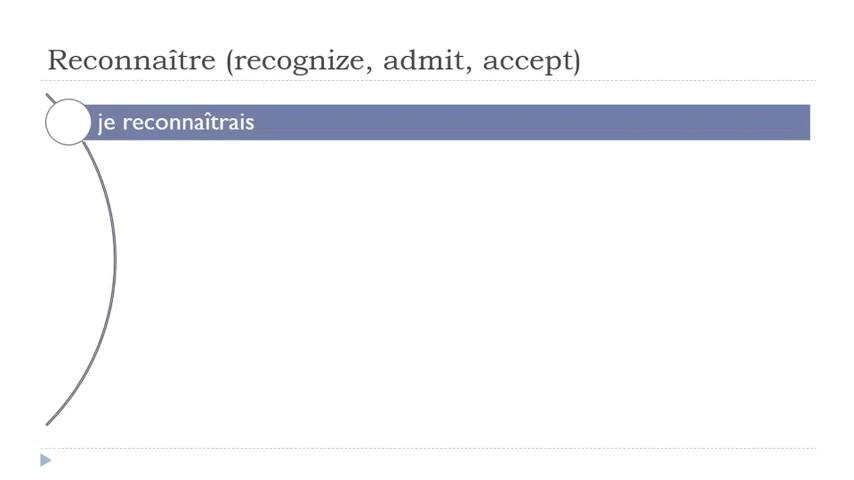 Reconnaître (recognize, admit, accept)
je reconnaîtrais